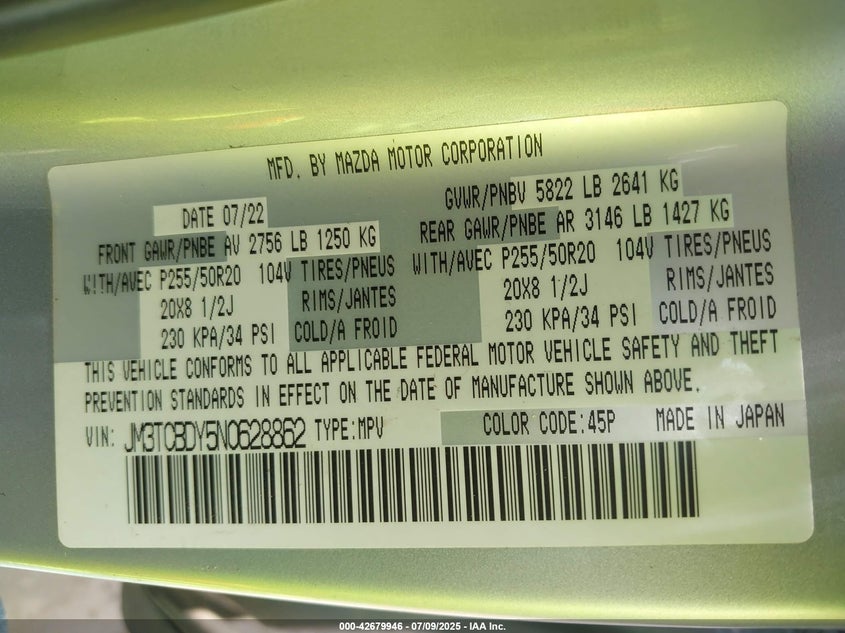 MFD. BY MAZDA MOTOR CORPORATION
DATE 07/22
GVWR/PNBV 5822 LB 2641 KG
FRONT GAWR/PNBE AV 2756 LB 1250 KG
REAR GAWR/PNBE AR 3146 LB 1427 KG
WITH/AVEC P255/50R20 104V TIRES/PNEUS
WITH/AVEC P255/50R20 104V TIRES/PNEUS
20X8 1/2J RIMS/JANTES
20X8 1/2J RIMS/JANTES
230 KPA/34 PSI COLD/A FROID
230 KPA/34 PSI COLD/A FROID
THIS VEHICLE CONFORMS TO ALL APPLICABLE FEDERAL MOTOR VEHICLE SAFETY AND THEFT
PREVENTION STANDARDS IN EFFECT ON THE DATE OF MANUFACTURE SHOWN ABOVE.
VIN: JM3TCBDY5N0628862 TYPE:MPV COLOR CODE:45P MADE IN JAPAN
000-42679946 - 07/09/2025 - IAA Inc.